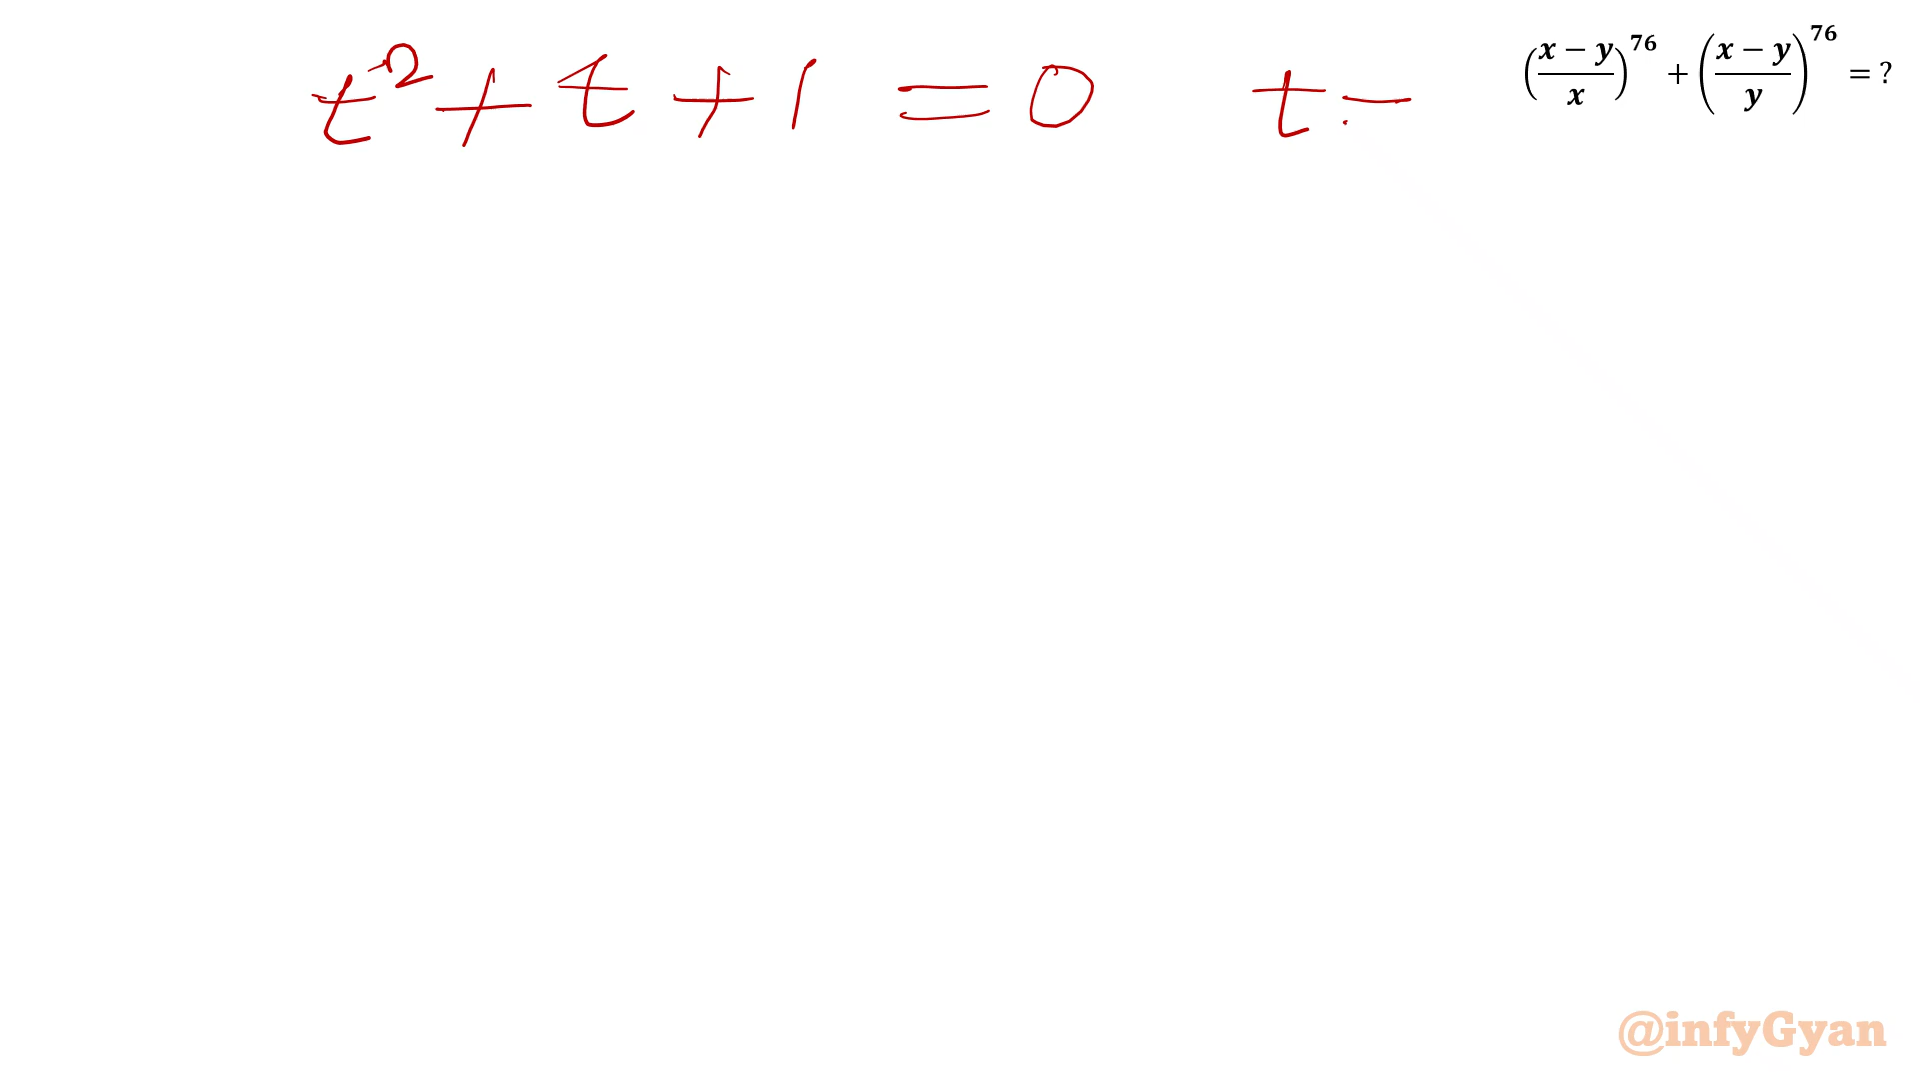 t² + t + 1 = 0 t =
((x − y)/x)^76 + ((x − y)/y)^76 = ?
@infyGyan